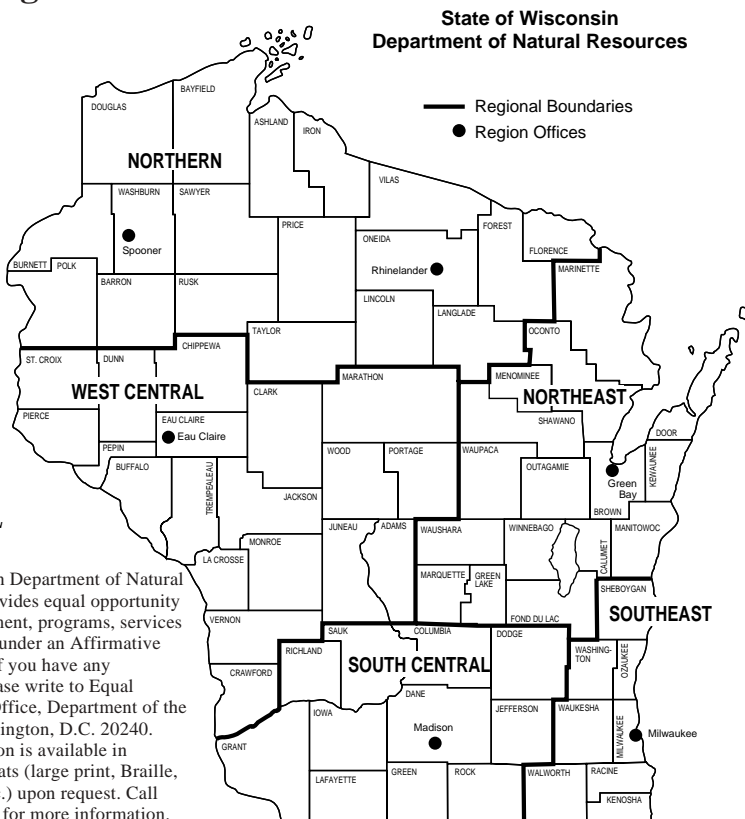 State of Wisconsin
Department of Natural Resources
Regional Boundaries
Region Offices
BAYFIELD
DOUGLAS
ASHLAND
IRON
NORTHERN
VILAS
WASHBURN
SAWYER
PRICE
FOREST
ONEIDA
FLORENCE
Spooner
Rhinelander
MARINETTE
BURNETT
POLK
BARRON
RUSK
LINCOLN
LANGLADE
TAYLOR
OCONTO
CHIPPEWA
ST. CROIX
DUNN
MARATHON
MENOMINEE
WEST CENTRAL
CLARK
NORTHEAST
PIERCE
EAU CLAIRE
SHAWANO
Eau Claire
DOOR
PEPIN
WOOD
PORTAGE
WAUPACA
KEWAUNEE
BUFFALO
OUTAGAMIE
TREMPEALEAU
Green
Bay
JACKSON
BROWN
JUNEAU
ADAMS
WAUSHARA
WINNEBAGO
MANITOWOC
MONROE
CALUMET
LA CROSSE
MARQUETTE
GREEN
LAKE
SHEBOYGAN
VERNON
FOND DU LAC
SOUTHEAST
SAUK
COLUMBIA
DODGE
RICHLAND
WASHING-
TON
OZAUKEE
SOUTH CENTRAL
CRAWFORD
DANE
IOWA
JEFFERSON
WAUKESHA
Madison
MILWAUKEE
Milwaukee
GRANT
LAFAYETTE
GREEN
ROCK
WALWORTH
RACINE
KENOSHA
Department of Natural
vides equal opportunity
ment, programs, services
under an Affirmative
f you have any
ase write to Equal
ffice, Department of the
ington, D.C. 20240.
on is available in
ats (large print, Braille,
c.) upon request. Call
for more information.